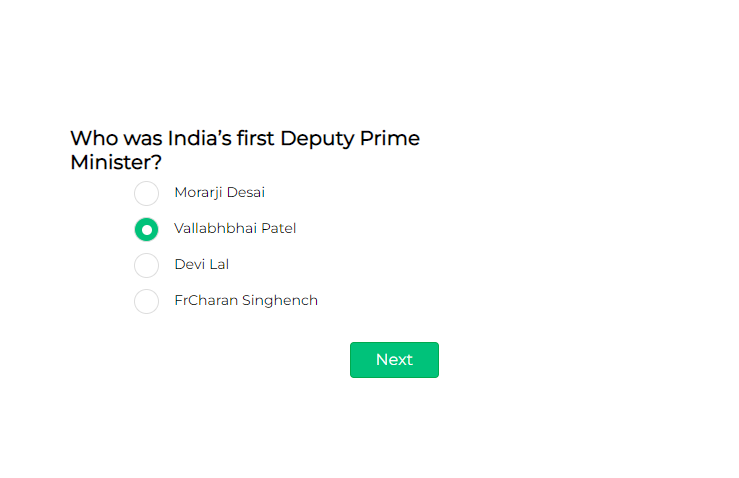 Who was India's first Deputy Prime
Minister?
Morarji Desai
Vallabhbhai Patel
Devi Lal
FrCharan Singhench
Next